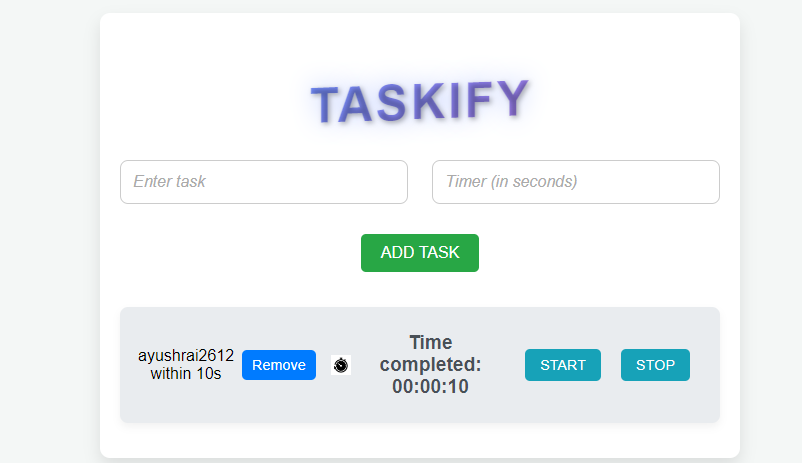 TASKIFY
Enter task
Timer (in seconds)
ADD TASK
ayushrai2612
within 10s
Remove
Time
completed:
00:00:10
START
STOP